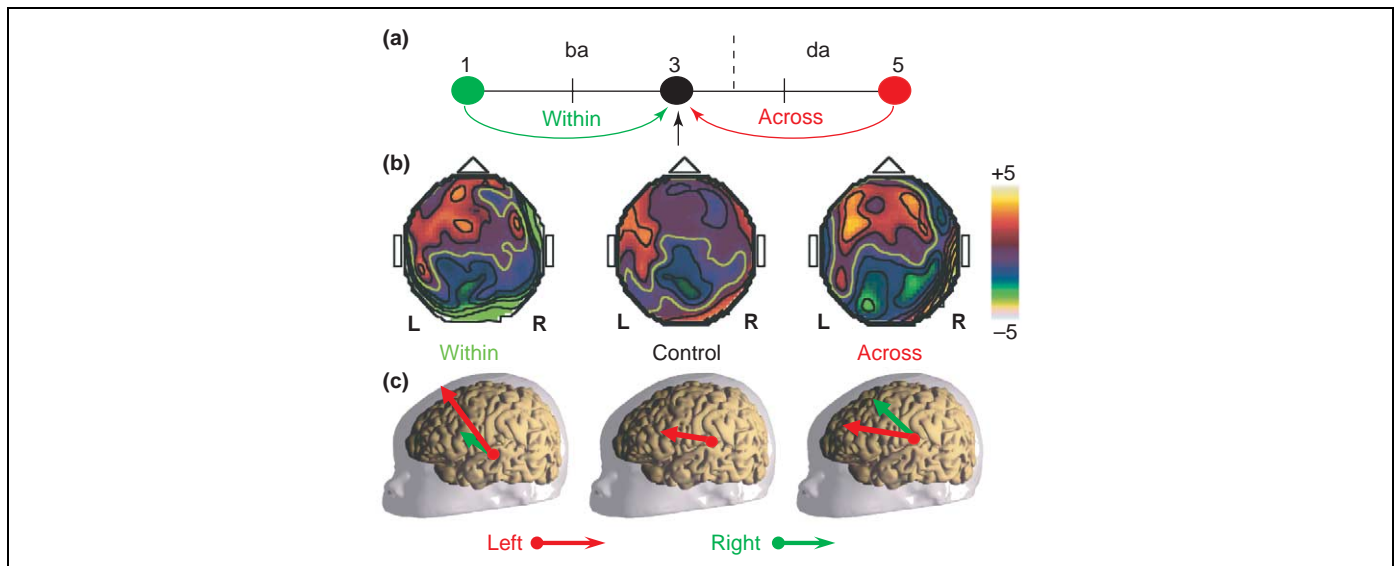 (a)
ba da
1 3 5
Within Across
(b)
+5
L R L R L R
−5
Within Control Across
(c)
Left Right